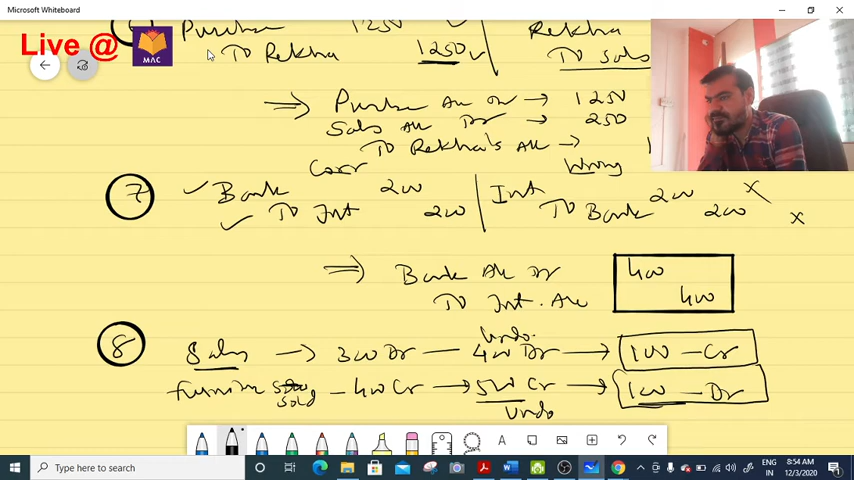 Microsoft Whiteboard
Live @ MAC
Purchase 1250
To Rekha 1250
Rekha
To Sales
⇒ Purchase A/c Dr → 1250
Sales A/c Dr → 250
To Rekha's A/c →
Corr Wrong
7 ✓ Bank 200 | Int 200 x
✓ To Int 200 | To Bank 200 x
⇒ Bank A/c Dr 400
To Int. A/c 400
Undo.
8 Sales → 300 Dr — 400 Dr → 100 — Cr
Furniture sold – 400 Cr → 500 Cr → 100 — Dr
Undo
Type here to search
ENG
IN
8:54 AM
12/3/2020